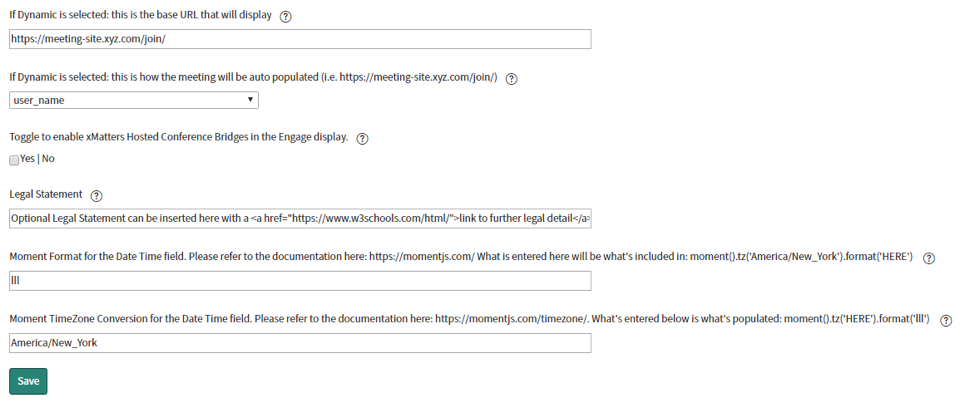 If Dynamic is selected: this is the base URL that will display
https://meeting-site.xyz.com/join/
If Dynamic is selected: this is how the meeting will be auto populated (i.e. https://meeting-site.xyz.com/join/)
user_name
Toggle to enable xMatters Hosted Conference Bridges in the Engage display.
Yes | No
Legal Statement
Optional Legal Statement can be inserted here with a <a href="https://www.w3schools.com/html/">link to further legal detail</a>
Moment Format for the Date Time field. Please refer to the documentation here: https://momentjs.com/ What is entered here will be what's included in: moment().tz('America/New_York').format('HERE')
lll
Moment TimeZone Conversion for the Date Time field. Please refer to the documentation here: https://momentjs.com/timezone/. What's entered below is what's populated: moment().tz('HERE').format('lll')
America/New_York
Save